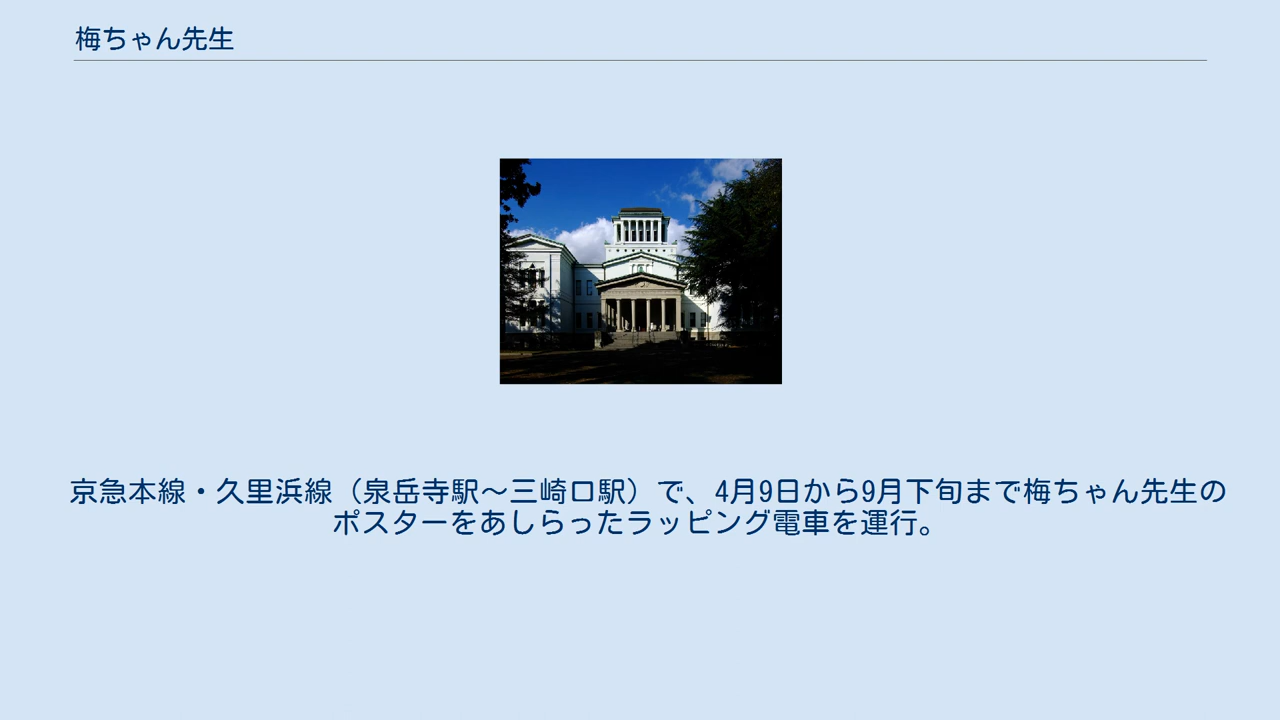 梅ちゃん先生
京急本線・久里浜線（泉岳寺駅～三崎口駅）で、4月9日から9月下旬まで梅ちゃん先生の
ポスターをあしらったラッピング電車を運行。